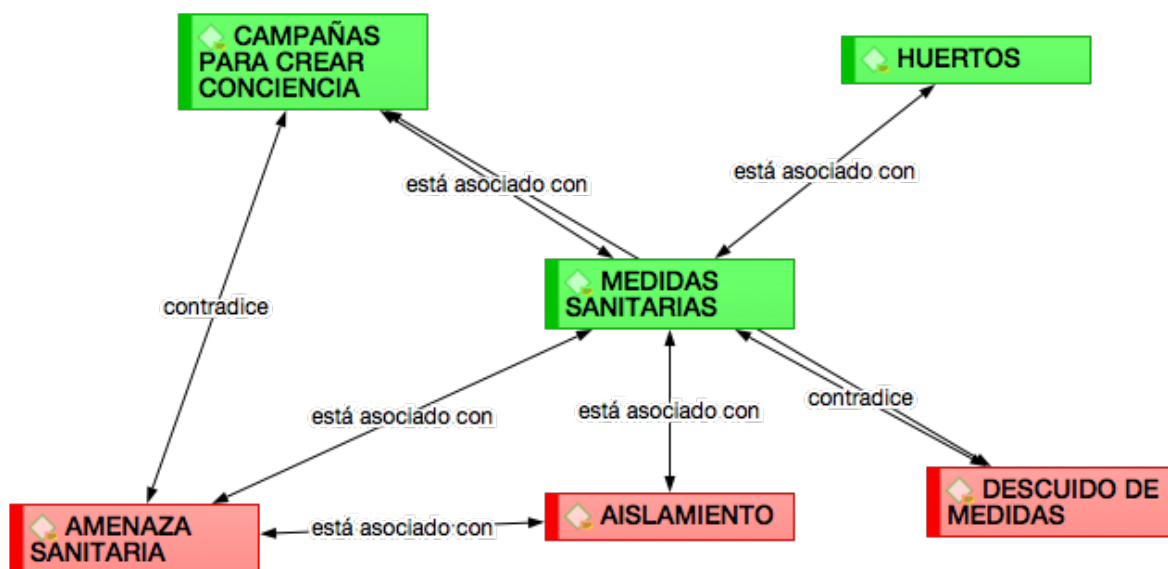 CAMPAÑAS
PARA CREAR
CONCIENCIA
HUERTOS
está asociado con
está asociado con
MEDIDAS
SANITARIAS
contradice
está asociado con
está asociado con
contradice
AMENAZA
SANITARIA
está asociado con
AISLAMIENTO
DESCUIDO DE
MEDIDAS